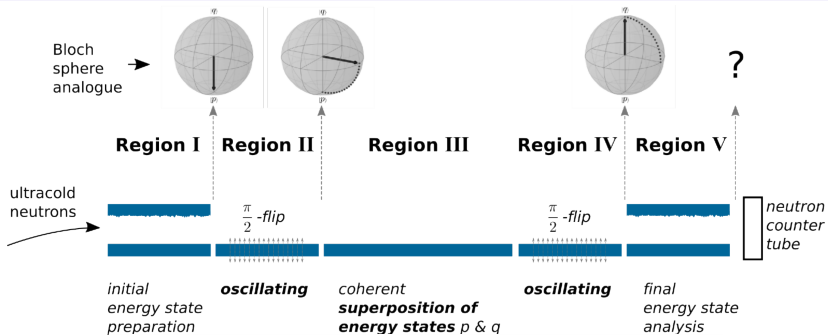 q⟩
q⟩
q⟩
Bloch
sphere
analogue
?
p⟩
p⟩
p⟩
Region I Region II Region III Region IV Region V
ultracold
neutrons
π/2 -flip
π/2 -flip
neutron
counter
tube
initial
energy state
preparation
oscillating
coherent
superposition of
energy states p & q
oscillating
final
energy state
analysis